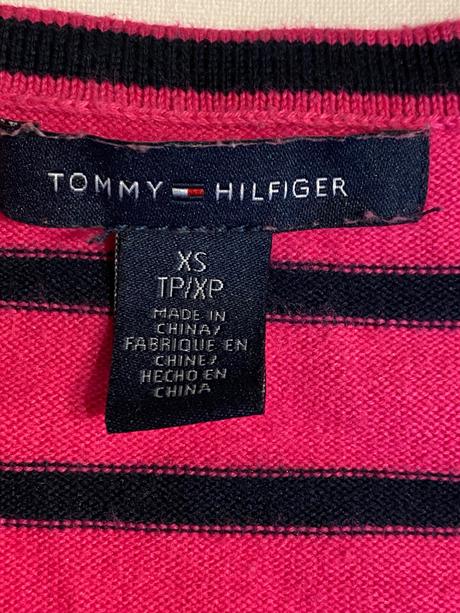 TOMMY HILFIGER
XS
TP/XP
MADE IN
CHINA/
FABRIQUE EN
CHINE/
HECHO EN
CHINA